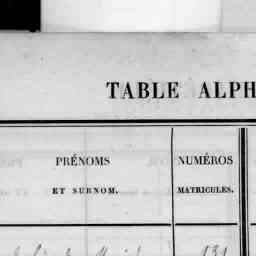 TABLE ALPH
PRÉNOMS
ET SURNOM.
NUMÉROS
MATRICULES.
131